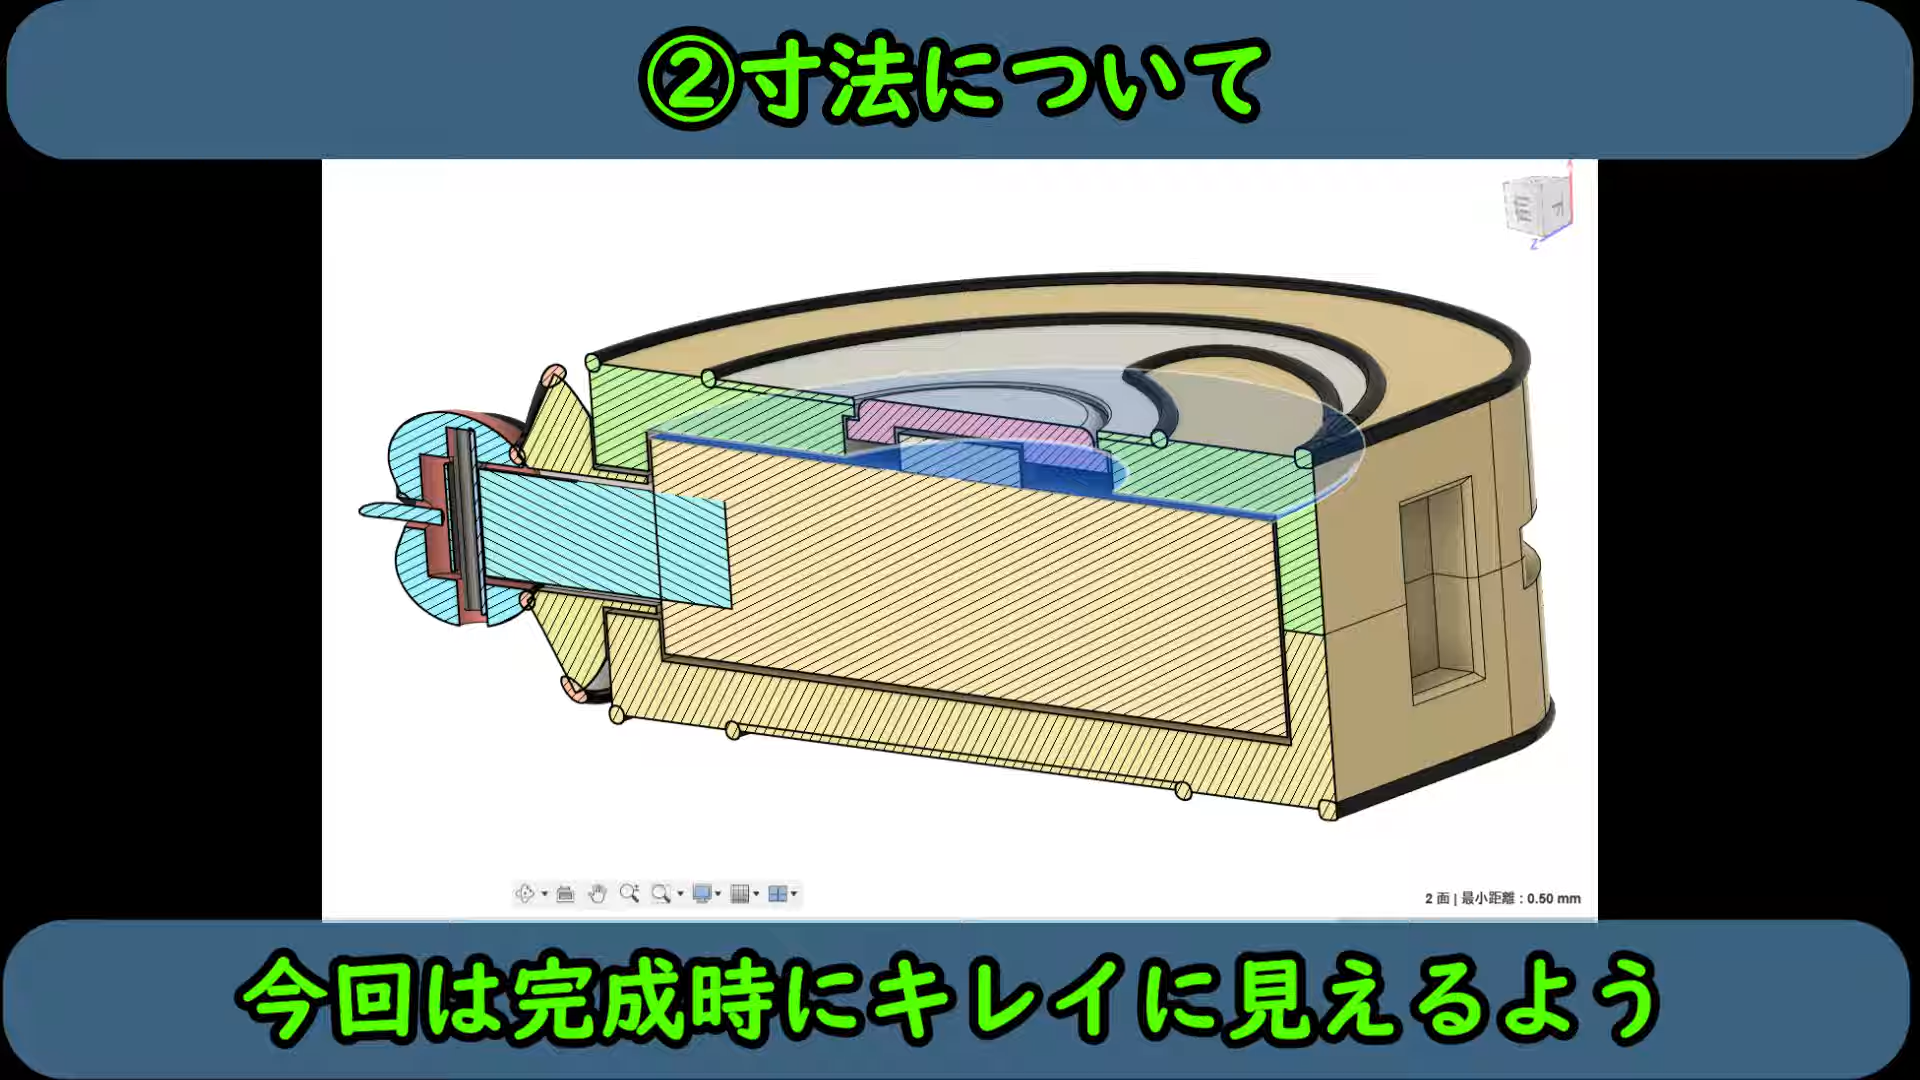 ②寸法について
下
Z
2 面 | 最小距離 : 0.50 mm
今回は完成時にキレイに見えるよう